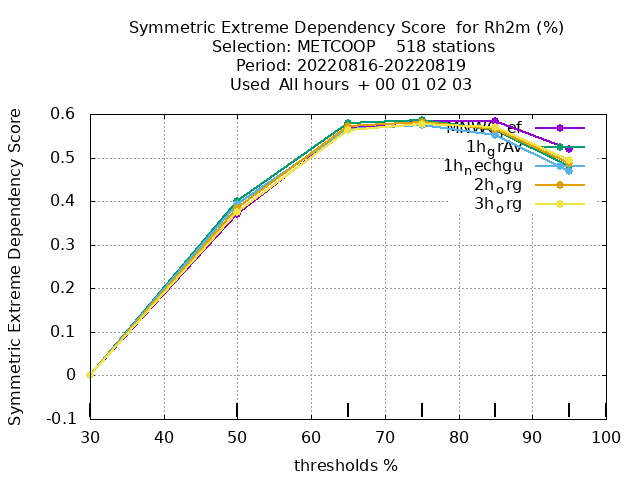 Symmetric Extreme Dependency Score for Rh2m (%)
Selection: METCOOP 518 stations
Period: 20220816-20220819
Used All hours + 00 01 02 03
Symmetric Extreme Dependency Score
0.6
0.5
0.4
0.3
0.2
0.1
0
-0.1
30 40 50 60 70 80 90 100
thresholds %
1hgrAv
1hnechgu
2horg
3horg